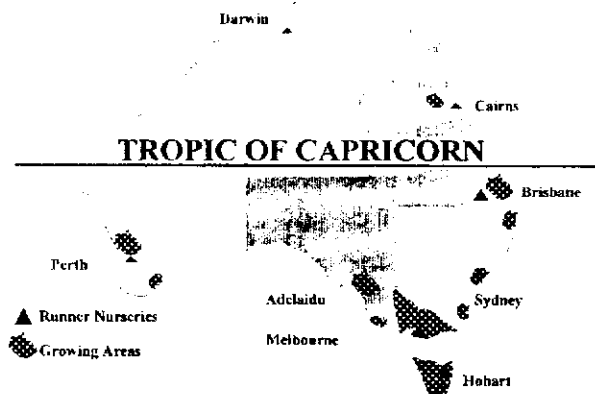 Darwin
Cairns
TROPIC OF CAPRICORN
Brisbane
Perth
Adelaidu
Sydney
Runner Nurseries
Melbourne
Growing Areas
Hobart